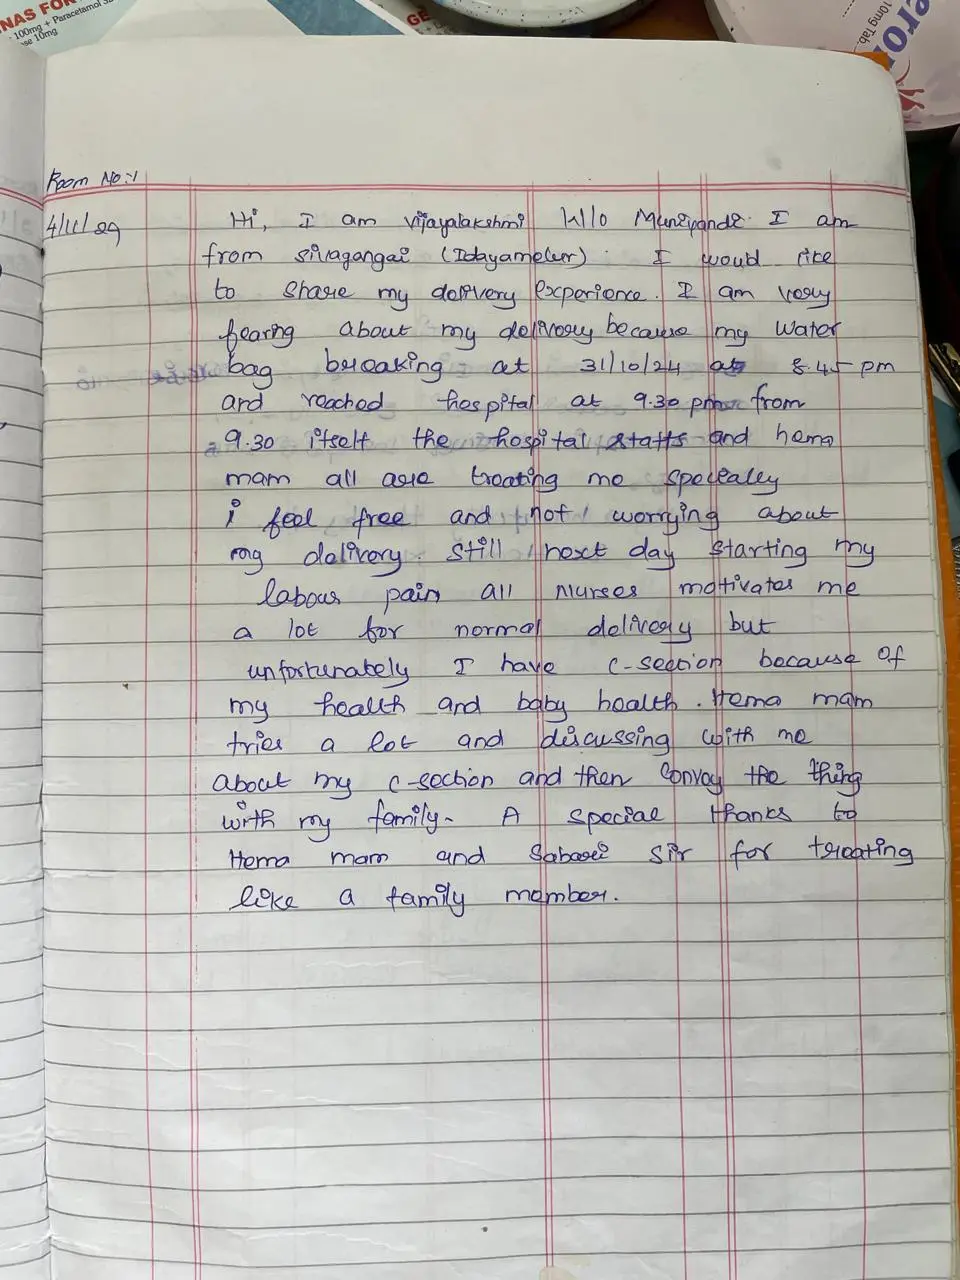 NAS FOR
100mg + Paracetamol 3
se 10mg
GE
10mg Tab.
Room No:1
4/11/24
Hi, I am Vijayalakshmi W/o Muniyandi. I am
from sivagangai (Idayamelur). I woud like
to share my delivery experience. I am very
fearing about my delivery because my water
bag breaking at 31/10/24 at 8.45 pm
and reached hospital at 9.30 pm from
9.30 itself the hospital staffs and hema
mam all are treating me speceally
i feel free and not worrying about
my delivery. still next day starting my
labour pain all nurses motivates me
a lot for normal delivery but
unfortunately I have c-section because of
my health and baby health. Hema mam
tries a lot and discussing with me
about my c-section and then convey the thing
with my family. A special thanks to
Hema mam and Sabari sir for treating
like a family member.